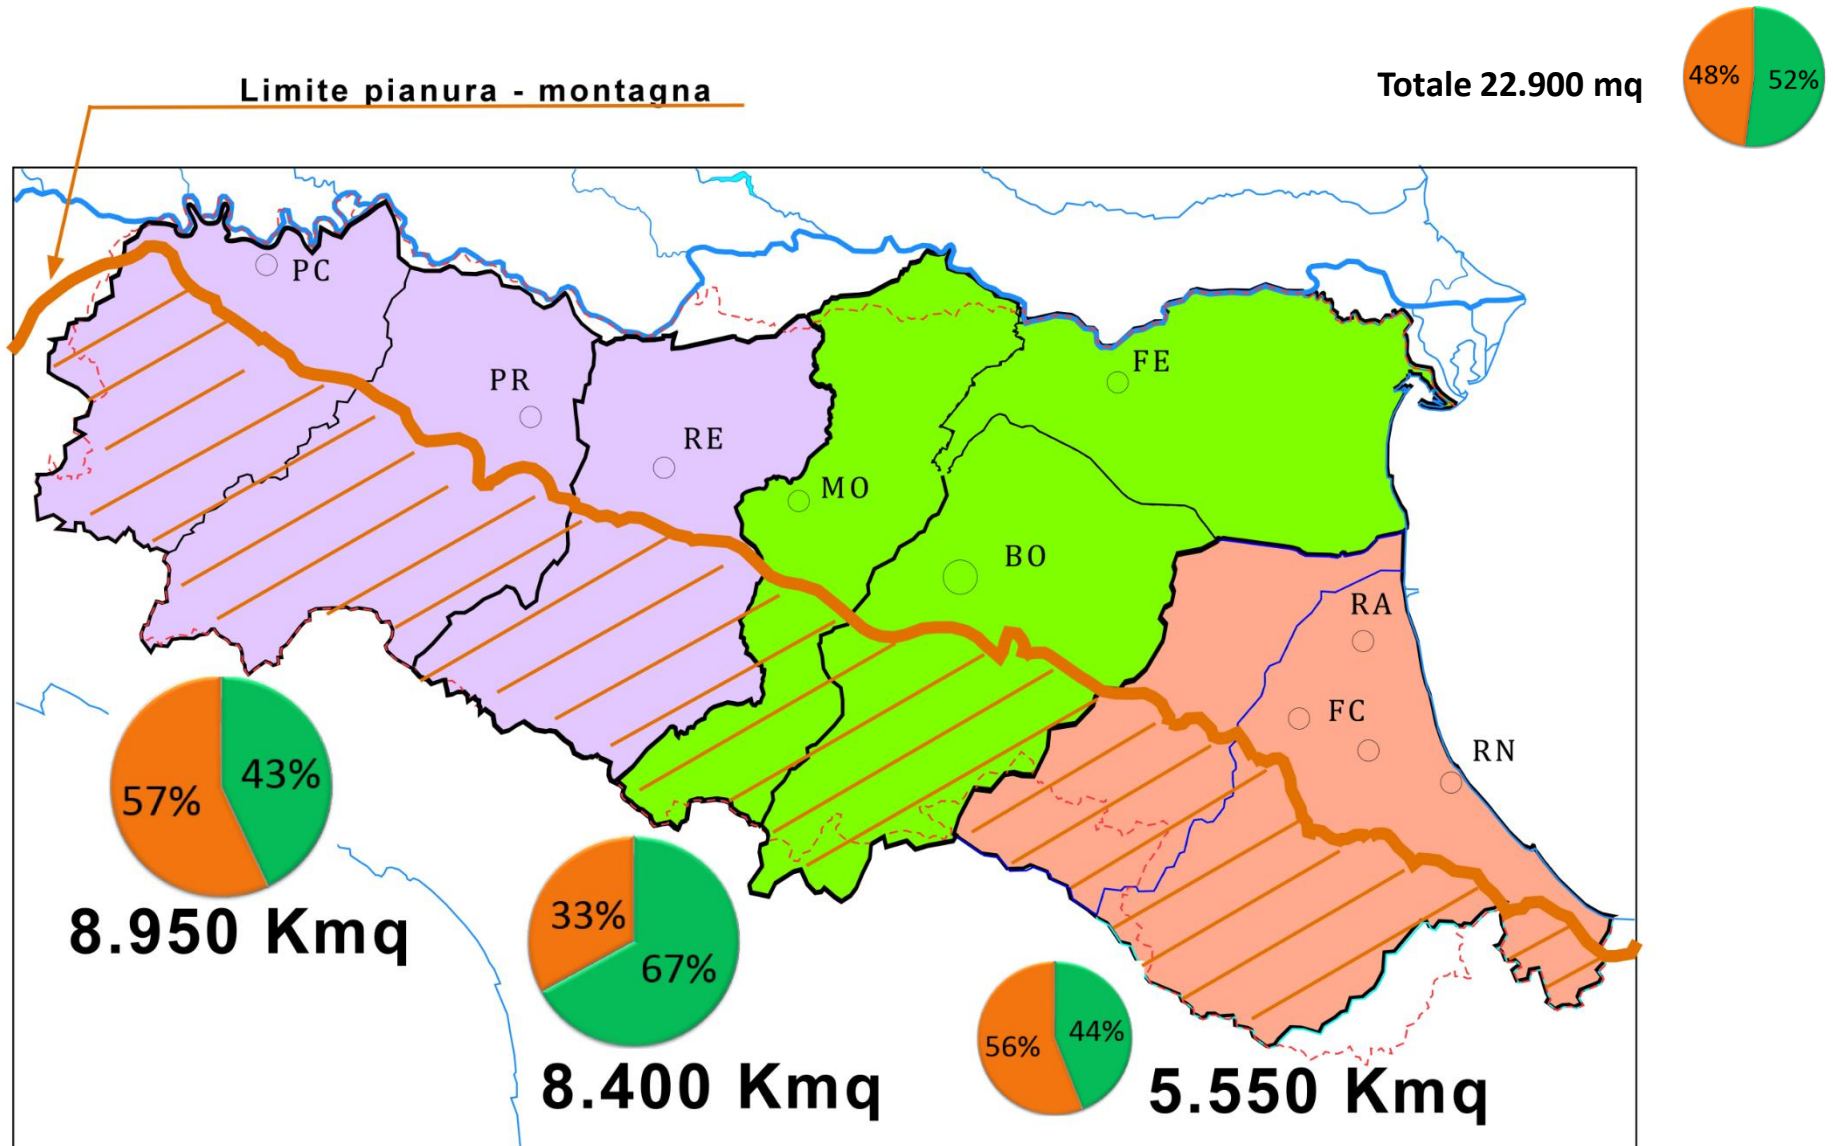 Limite pianura - montagna
Totale 22.900 mq
48%
52%
PC
PR
RE
MO
FE
BO
RA
FC
RN
57%
43%
8.950 Kmq
33%
67%
8.400 Kmq
56%
44%
5.550 Kmq